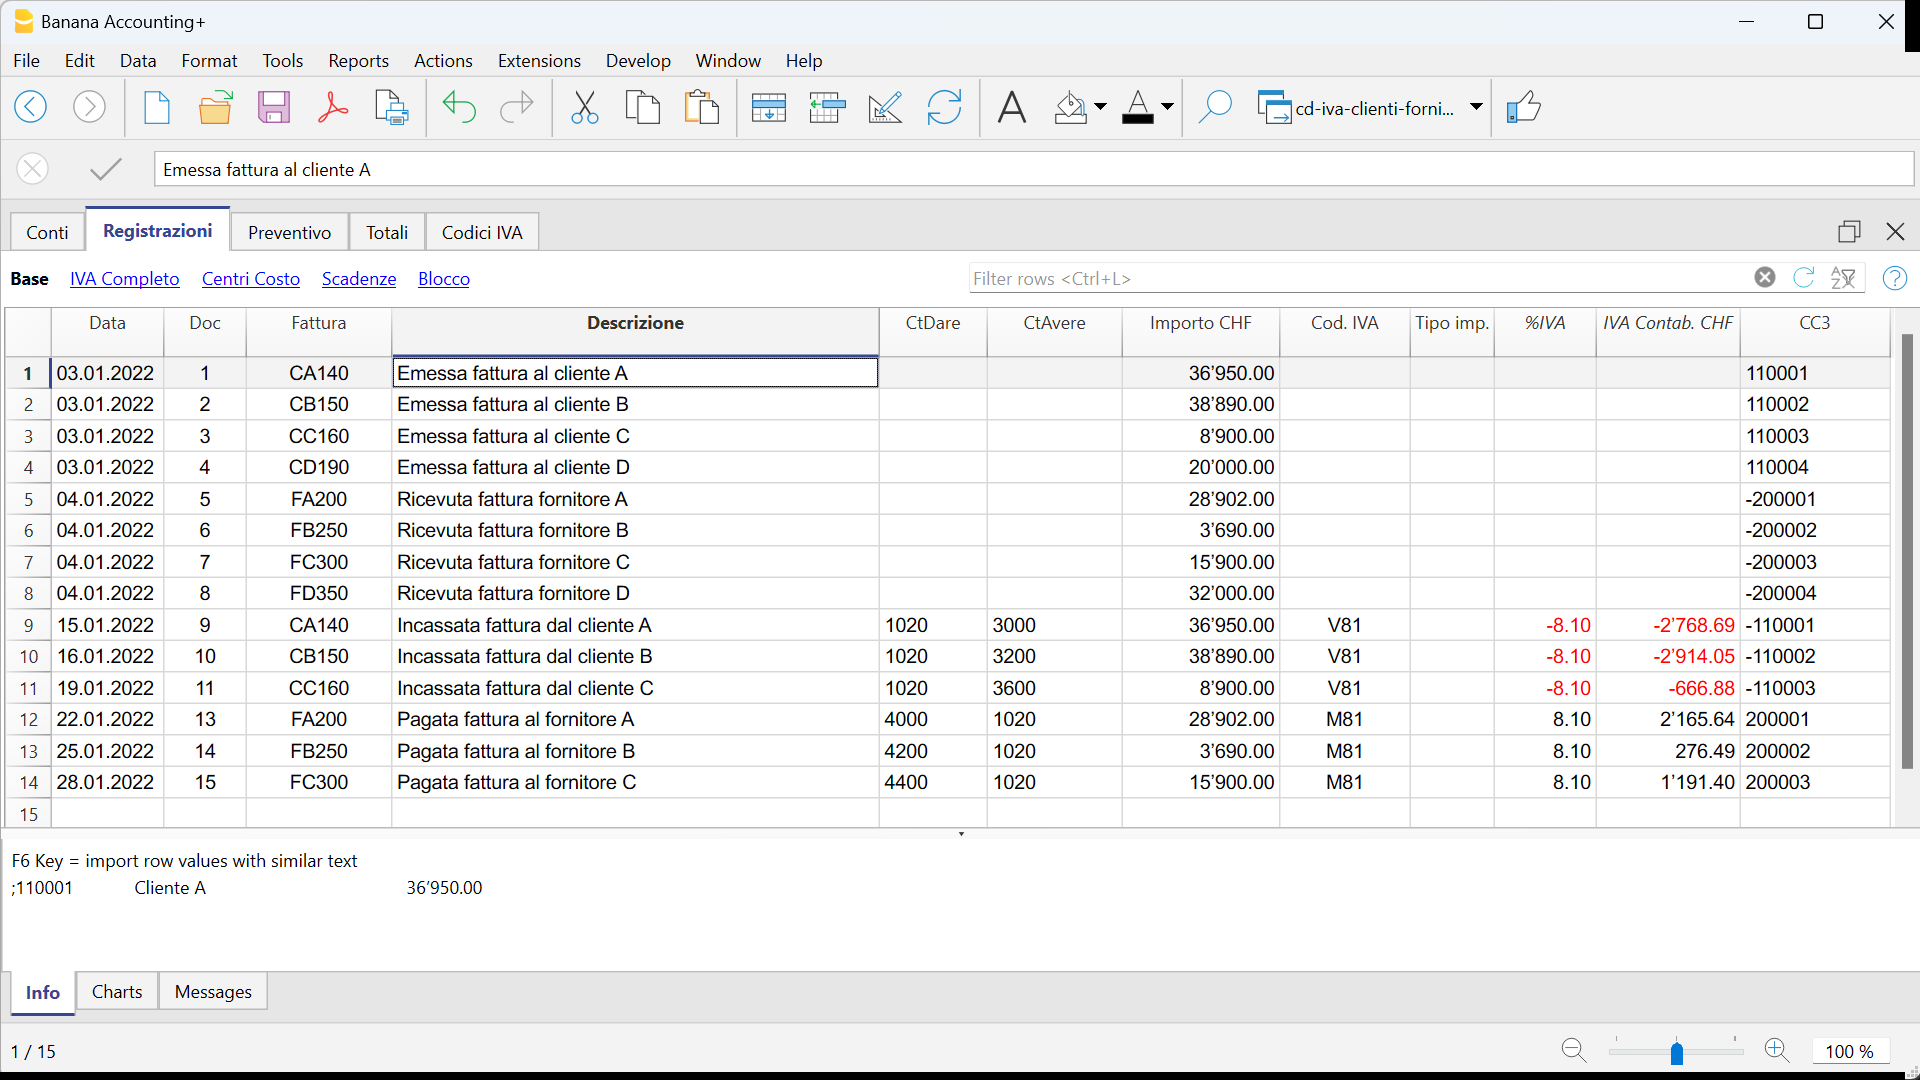 Banana Accounting+
File Edit Data Format Tools Reports Actions Extensions Develop Window Help
cd-iva-clienti-forni...
Emessa fattura al cliente A
Conti Registrazioni Preventivo Totali Codici IVA
Base IVA Completo Centri Costo Scadenze Blocco Filter rows <Ctrl+L>
Data Doc Fattura Descrizione CtDare CtAvere Importo CHF Cod. IVA Tipo imp. %IVA IVA Contab. CHF CC3
1 03.01.2022 1 CA140 Emessa fattura al cliente A 36’950.00 110001
2 03.01.2022 2 CB150 Emessa fattura al cliente B 38’890.00 110002
3 03.01.2022 3 CC160 Emessa fattura al cliente C 8’900.00 110003
4 03.01.2022 4 CD190 Emessa fattura al cliente D 20’000.00 110004
5 04.01.2022 5 FA200 Ricevuta fattura fornitore A 28’902.00 -200001
6 04.01.2022 6 FB250 Ricevuta fattura fornitore B 3’690.00 -200002
7 04.01.2022 7 FC300 Ricevuta fattura fornitore C 15’900.00 -200003
8 04.01.2022 8 FD350 Ricevuta fattura fornitore D 32’000.00 -200004
9 15.01.2022 9 CA140 Incassata fattura dal cliente A 1020 3000 36’950.00 V81 -8.10 -2’768.69 -110001
10 16.01.2022 10 CB150 Incassata fattura dal cliente B 1020 3200 38’890.00 V81 -8.10 -2’914.05 -110002
11 19.01.2022 11 CC160 Incassata fattura dal cliente C 1020 3600 8’900.00 V81 -8.10 -666.88 -110003
12 22.01.2022 13 FA200 Pagata fattura al fornitore A 4000 1020 28’902.00 M81 8.10 2’165.64 200001
13 25.01.2022 14 FB250 Pagata fattura al fornitore B 4200 1020 3’690.00 M81 8.10 276.49 200002
14 28.01.2022 15 FC300 Pagata fattura al fornitore C 4400 1020 15’900.00 M81 8.10 1’191.40 200003
15
F6 Key = import row values with similar text
;110001 Cliente A 36’950.00
Info Charts Messages
1 / 15 100 %